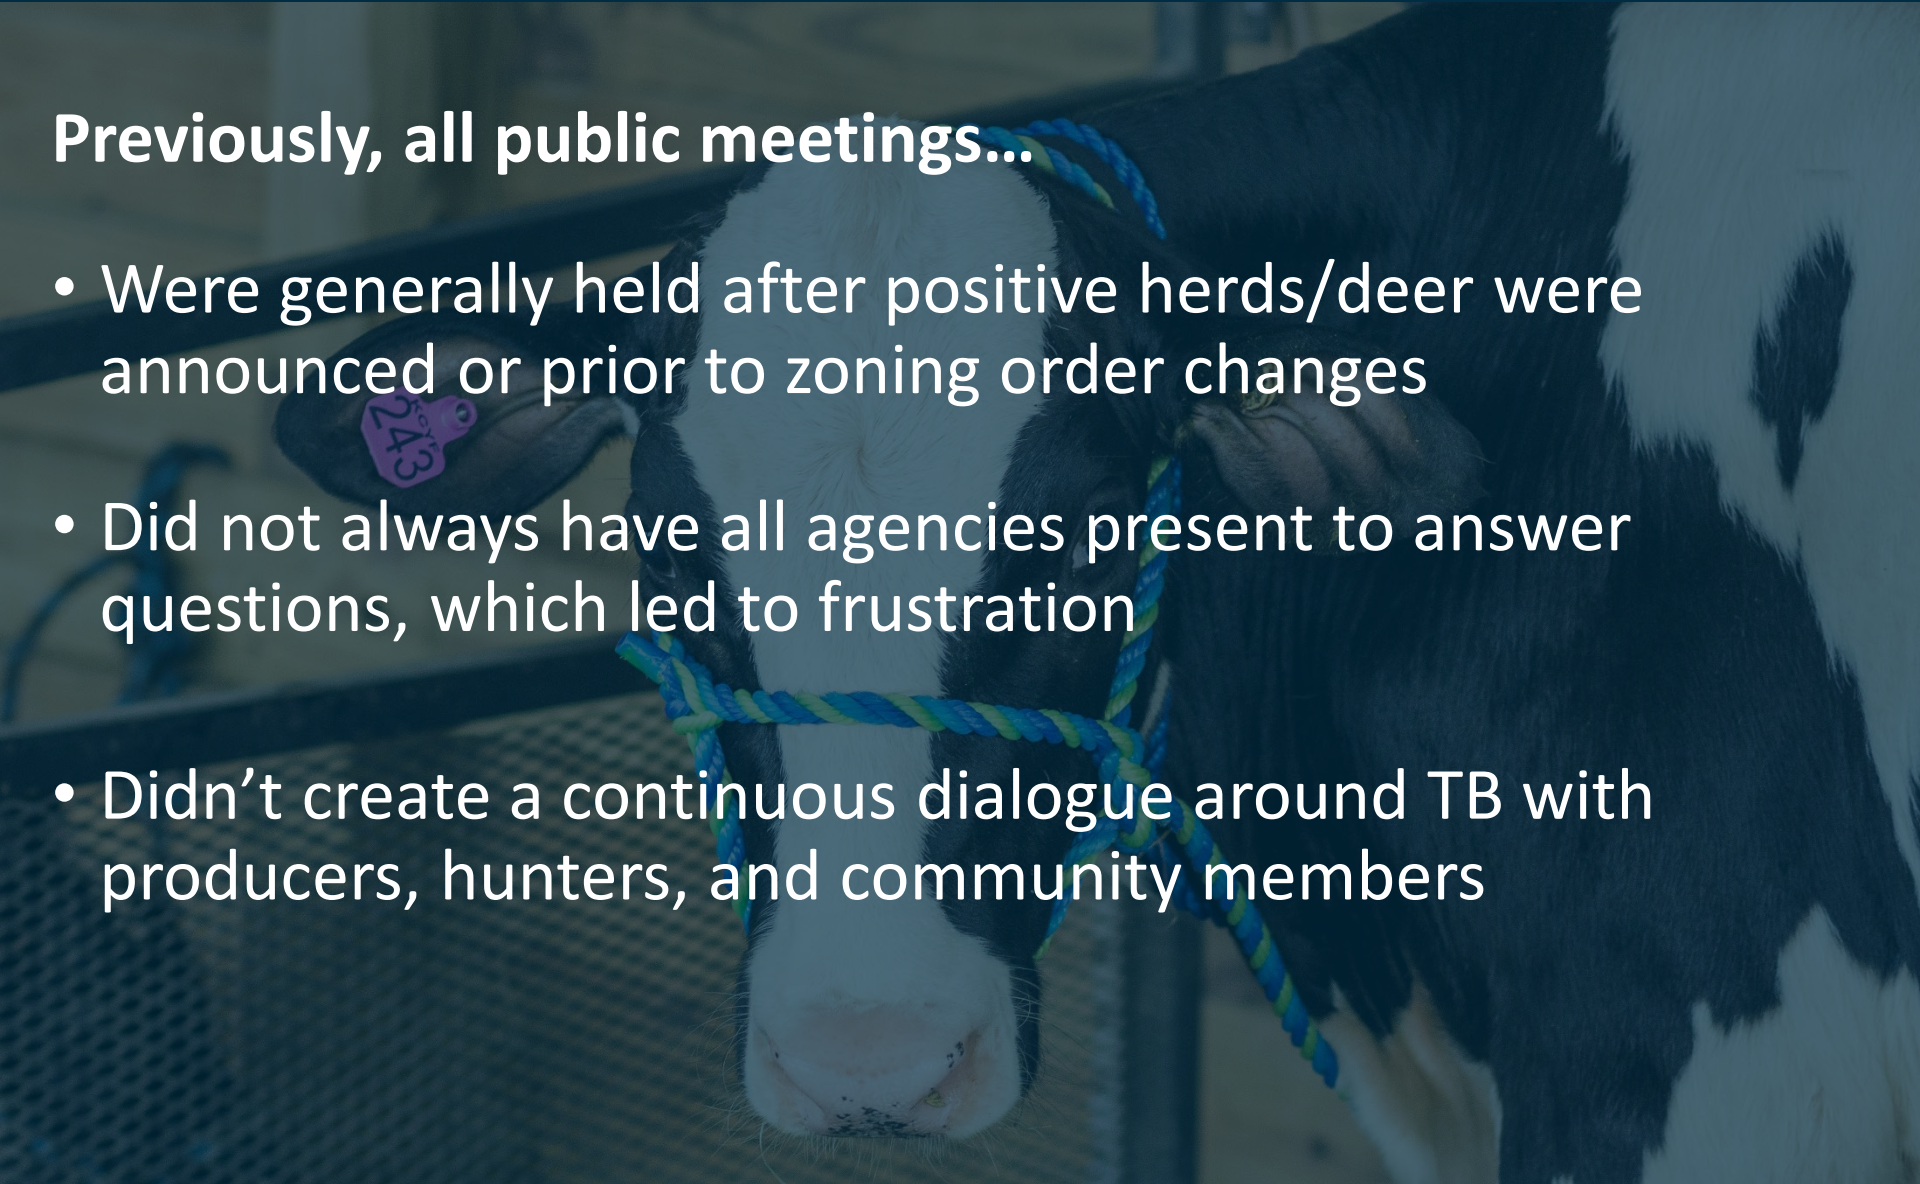 Previously, all public meetings…
• Were generally held after positive herds/deer were
announced or prior to zoning order changes
• Did not always have all agencies present to answer
questions, which led to frustration
• Didn’t create a continuous dialogue around TB with
producers, hunters, and community members
243